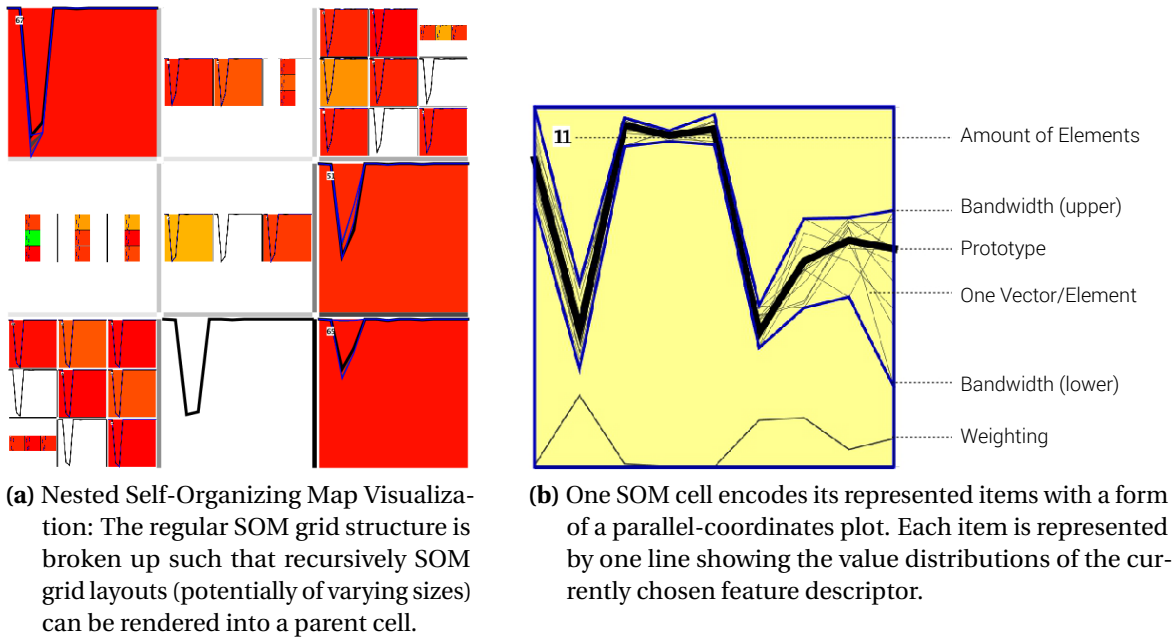 67
51
65
11
Amount of Elements
Bandwidth (upper)
Prototype
One Vector/Element
Bandwidth (lower)
Weighting
(a) Nested Self-Organizing Map Visualiza-
tion: The regular SOM grid structure is
broken up such that recursively SOM
grid layouts (potentially of varying sizes)
can be rendered into a parent cell.
(b) One SOM cell encodes its represented items with a form
of a parallel-coordinates plot. Each item is represented
by one line showing the value distributions of the cur-
rently chosen feature descriptor.